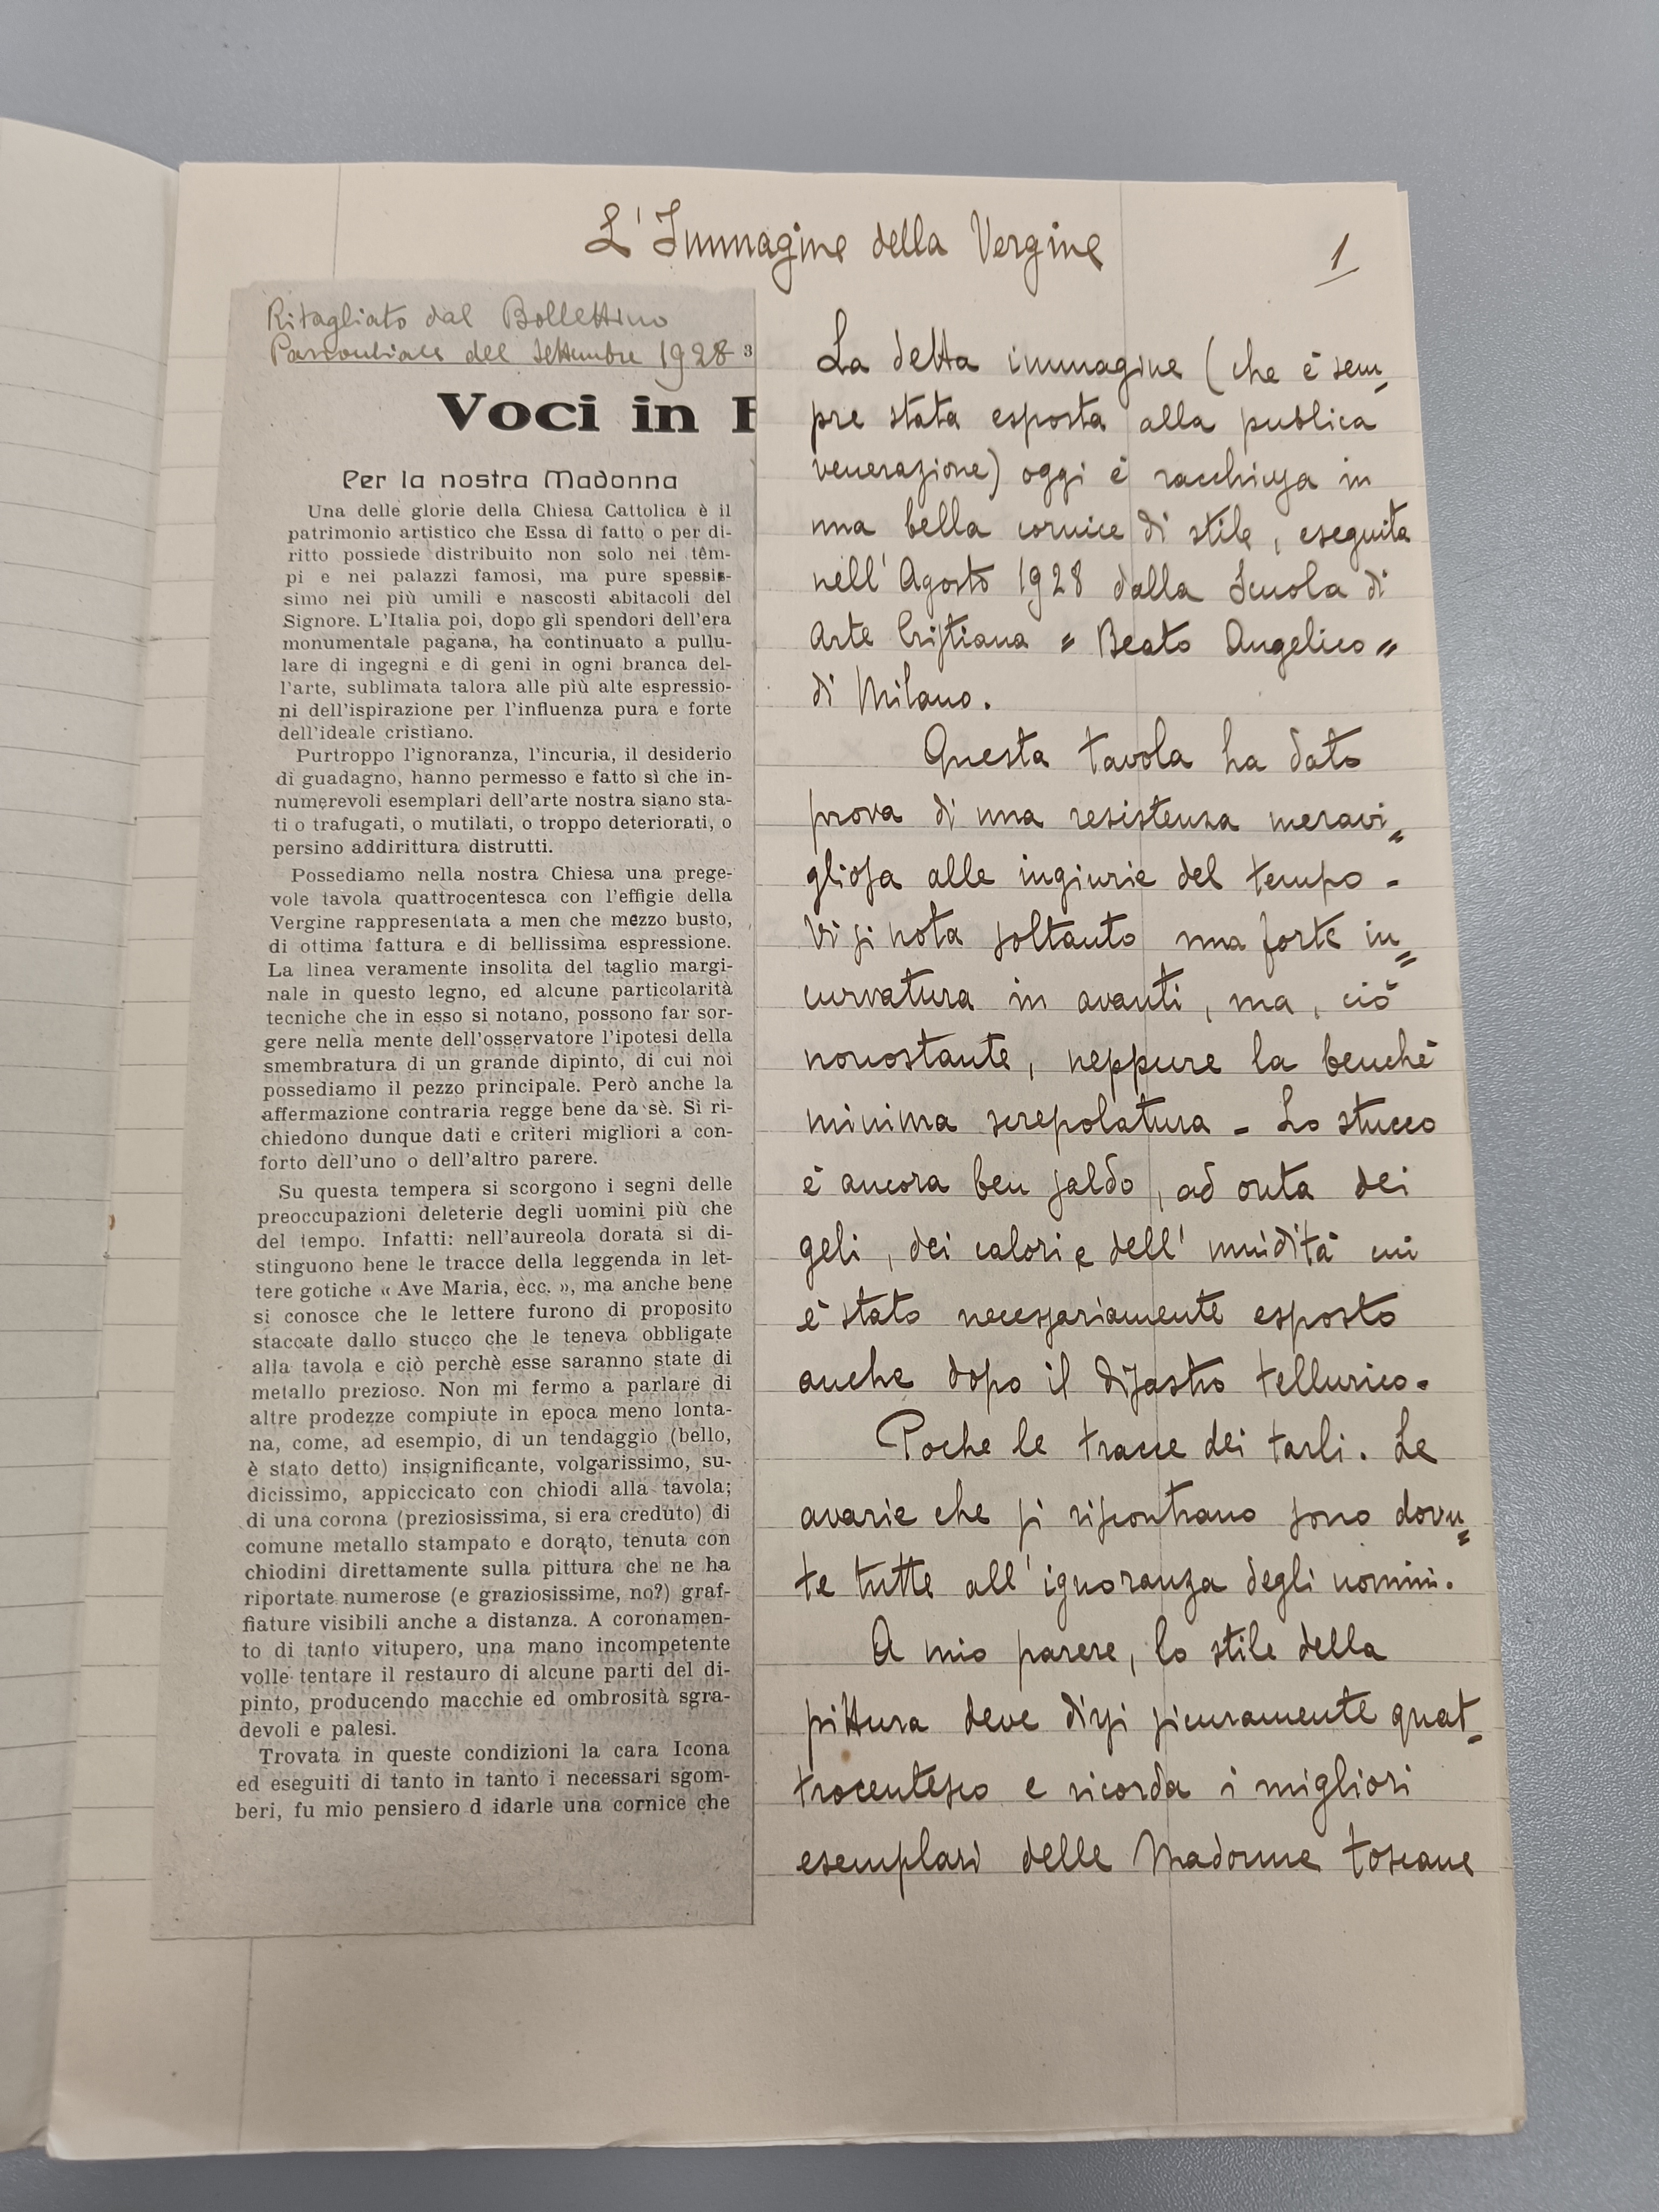 L'Immagine della Vergine
1
Ritagliato dal Bollettino
Parrocchiale del settembre 1928
3
Voci in F
Per la nostra Madonna
Una delle glorie della Chiesa Cattolica è il
patrimonio artistico che Essa di fatto o per di-
ritto possiede distribuito non solo nei têm-
pi e nei palazzi famosi, ma pure spessis-
simo nei più umili e nascosti abitacoli del
Signore. L'Italia poi, dopo gli spendori dell'era
monumentale pagana, ha continuato a pullu-
lare di ingegni e di geni in ogni branca del-
l'arte, sublimata talora alle più alte espressio-
ni dell'ispirazione per l'influenza pura e forte
dell'ideale cristiano.
Purtroppo l'ignoranza, l'incuria, il desiderio
di guadagno, hanno permesso e fatto sì che in-
numerevoli esemplari dell'arte nostra siano sta-
ti o trafugati, o mutilati, o troppo deteriorati, o
persino addirittura distrutti.
Possediamo nella nostra Chiesa una prege-
vole tavola quattrocentesca con l'effigie della
Vergine rappresentata a men che mezzo busto,
di ottima fattura e di bellissima espressione.
La linea veramente insolita del taglio margi-
nale in questo legno, ed alcune particolarità
tecniche che in esso si notano, possono far sor-
gere nella mente dell'osservatore l'ipotesi della
smembratura di un grande dipinto, di cui noi
possediamo il pezzo principale. Però anche la
affermazione contraria regge bene da sè. Si ri-
chiedono dunque dati e criteri migliori a con-
forto dell'uno o dell'altro parere.
Su questa tempera si scorgono i segni delle
preoccupazioni deleterie degli uomini più che
del tempo. Infatti: nell'aureola dorata si di-
stinguono bene le tracce della leggenda in let-
tere gotiche « Ave Maria, ecc. », ma anche bene
si conosce che le lettere furono di proposito
staccate dallo stucco che le teneva obbligate
alla tavola e ciò perchè esse saranno state di
metallo prezioso. Non mi fermo a parlare di
altre prodezze compiute in epoca meno lonta-
na, come, ad esempio, di un tendaggio (bello,
è stato detto) insignificante, volgarissimo, su-
dicissimo, appiccicato con chiodi alla tavola;
di una corona (preziosissima, si era creduto) di
comune metallo stampato e dorato, tenuta con
chiodini direttamente sulla pittura che ne ha
riportate numerose (e graziosissime, no?) graf-
fiature visibili anche a distanza. A coronamen-
to di tanto vitupero, una mano incompetente
volle tentare il restauro di alcune parti del di-
pinto, producendo macchie ed ombrosità sgra-
devoli e palesi.
Trovata in queste condizioni la cara Icona
ed eseguiti di tanto in tanto i necessari sgom-
beri, fu mio pensiero d idarle una cornice che
La detta immagine (che è sem-
pre stata esposta alla publica
venerazione) oggi è racchiusa in
una bella cornice di stile, eseguita
nell'Agosto 1928 dalla Scuola di
Arte Cristiana "Beato Angelico"
di Milano.
Questa tavola ha dato
prova di una resistenza meravi=
gliosa alle ingiurie del tempo -
Vi si nota soltanto una forte in=
curvatura in avanti, ma, ciò
nonostante, neppure la benchè
minima screpolatura - Lo stucco
è ancora ben saldo, ad onta dei
geli, dei calori e dell'umidità cui
è stato necessariamente esposto
anche dopo il disastro tellurico.
Poche le tracce dei tarli. Le
avarie che si riscontrano sono dovu=
te tutte all'ignoranza degli uomini.
A mio parere, lo stile della
pittura deve dirsi sicuramente quat-
trocentesco e ricorda i migliori
esemplari delle Madonne toscane